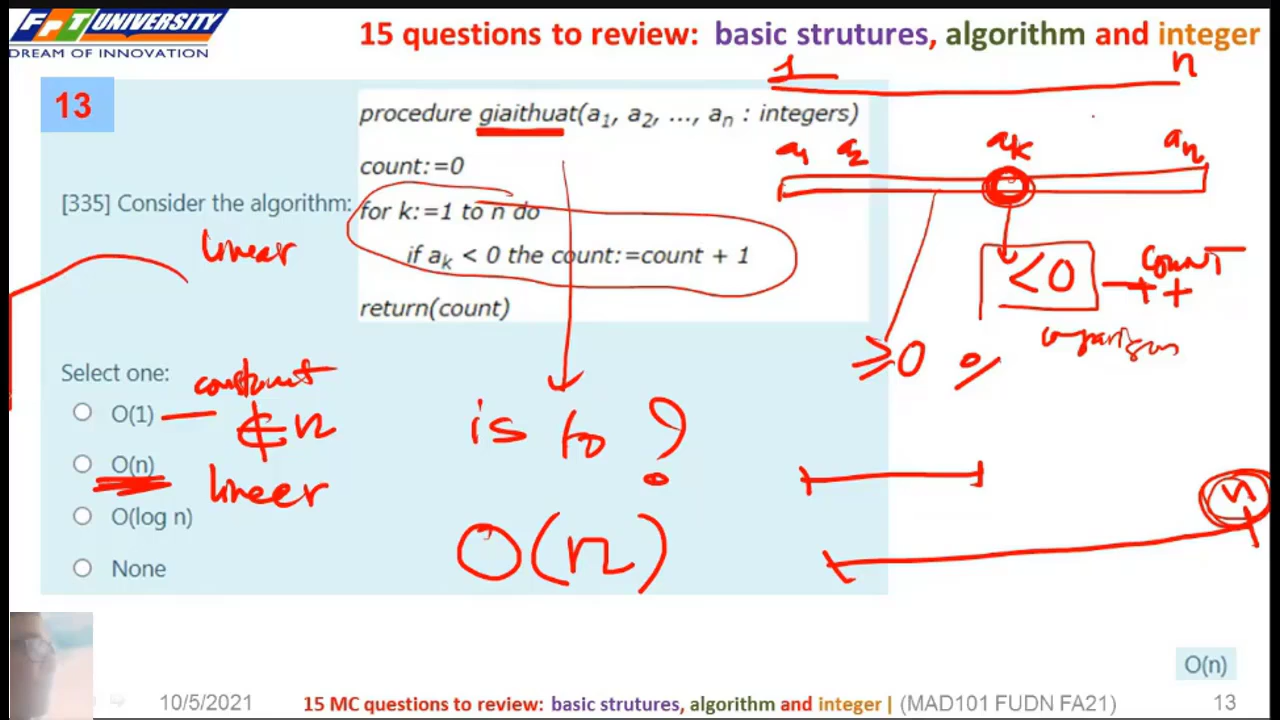 FPT UNIVERSITY
DREAM OF INNOVATION
15 questions to review: basic strutures, algorithm and integer
1 n
13
procedure giaithuat(a1, a2, ..., an : integers)
count:=0
[335] Consider the algorithm:
for k:=1 to n do
if ak < 0 the count:=count + 1
return(count)
a1 a2 ak an
linear
<0
count
++
comparison
≥0
Select one:
O(1)
constant
∉ n
O(n)
linear
O(log n)
None
is to ?
O(n)
n
O(n)
10/5/2021
15 MC questions to review: basic strutures, algorithm and integer | (MAD101 FUDN FA21)
13